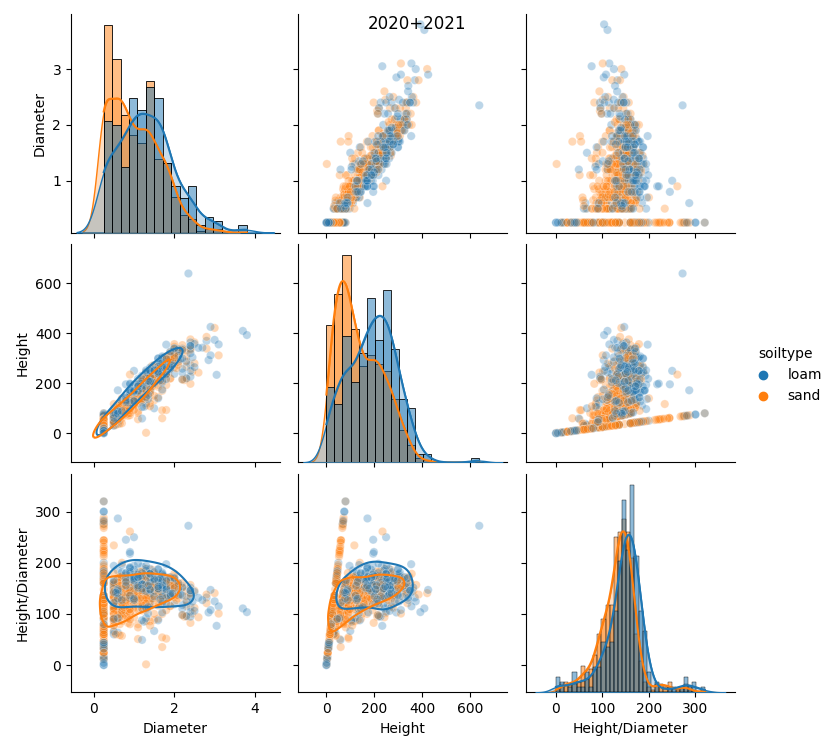 2020+2021
3
2
1
Diameter
600
400
200
0
Height
soiltype
loam
sand
300
200
100
0
Height/Diameter
0 2 4
0 200 400 600
0 100 200 300
Diameter
Height
Height/Diameter